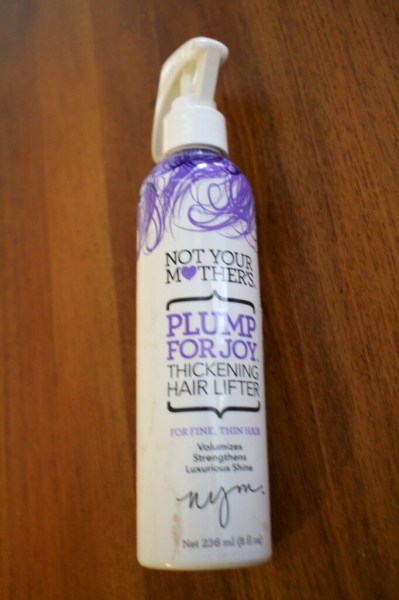 NOT YOUR
M♥THER'S.
PLUMP
FOR JOY.
THICKENING
HAIR LIFTER
FOR FINE, THIN HAIR
Volumizes
Strengthens
Luxurious Shine
nym.
Net 236 ml (8 fl oz)